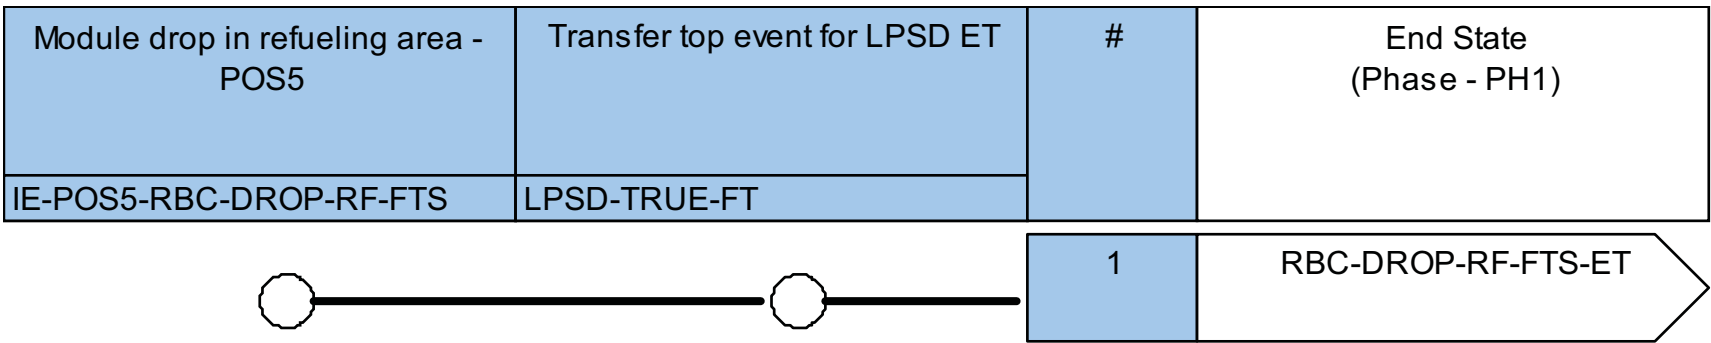 Module drop in refueling area -
POS5
Transfer top event for LPSD ET
#
End State
(Phase - PH1)
IE-POS5-RBC-DROP-RF-FTS
LPSD-TRUE-FT
1
RBC-DROP-RF-FTS-ET